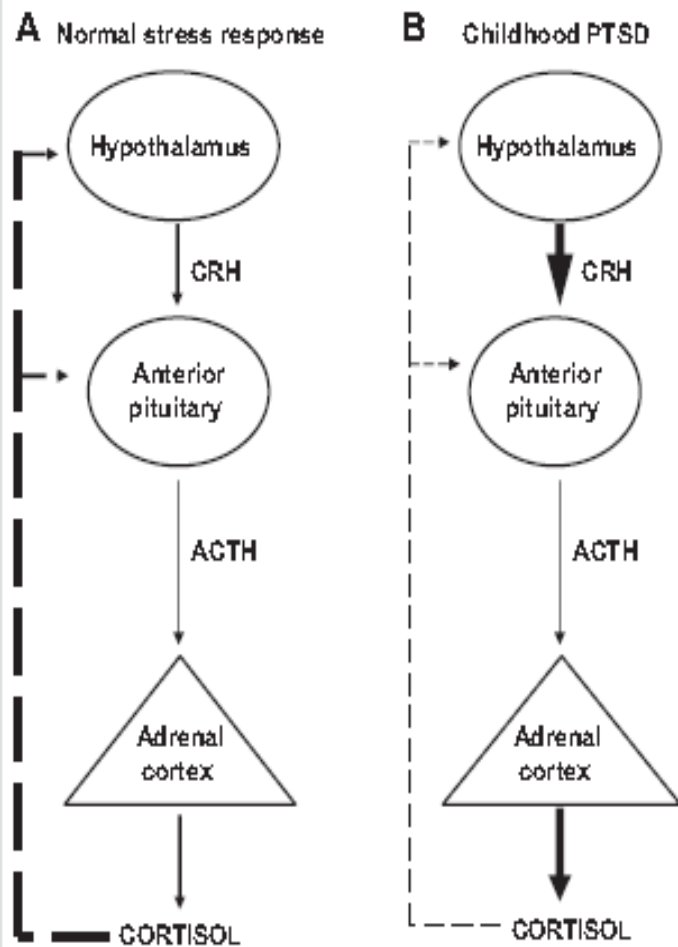 A Normal stress response
Hypothalamus
CRH
Anterior
pituitary
ACTH
Adrenal
cortex
CORTISOL
B Childhood PTSD
Hypothalamus
CRH
Anterior
pituitary
ACTH
Adrenal
cortex
CORTISOL